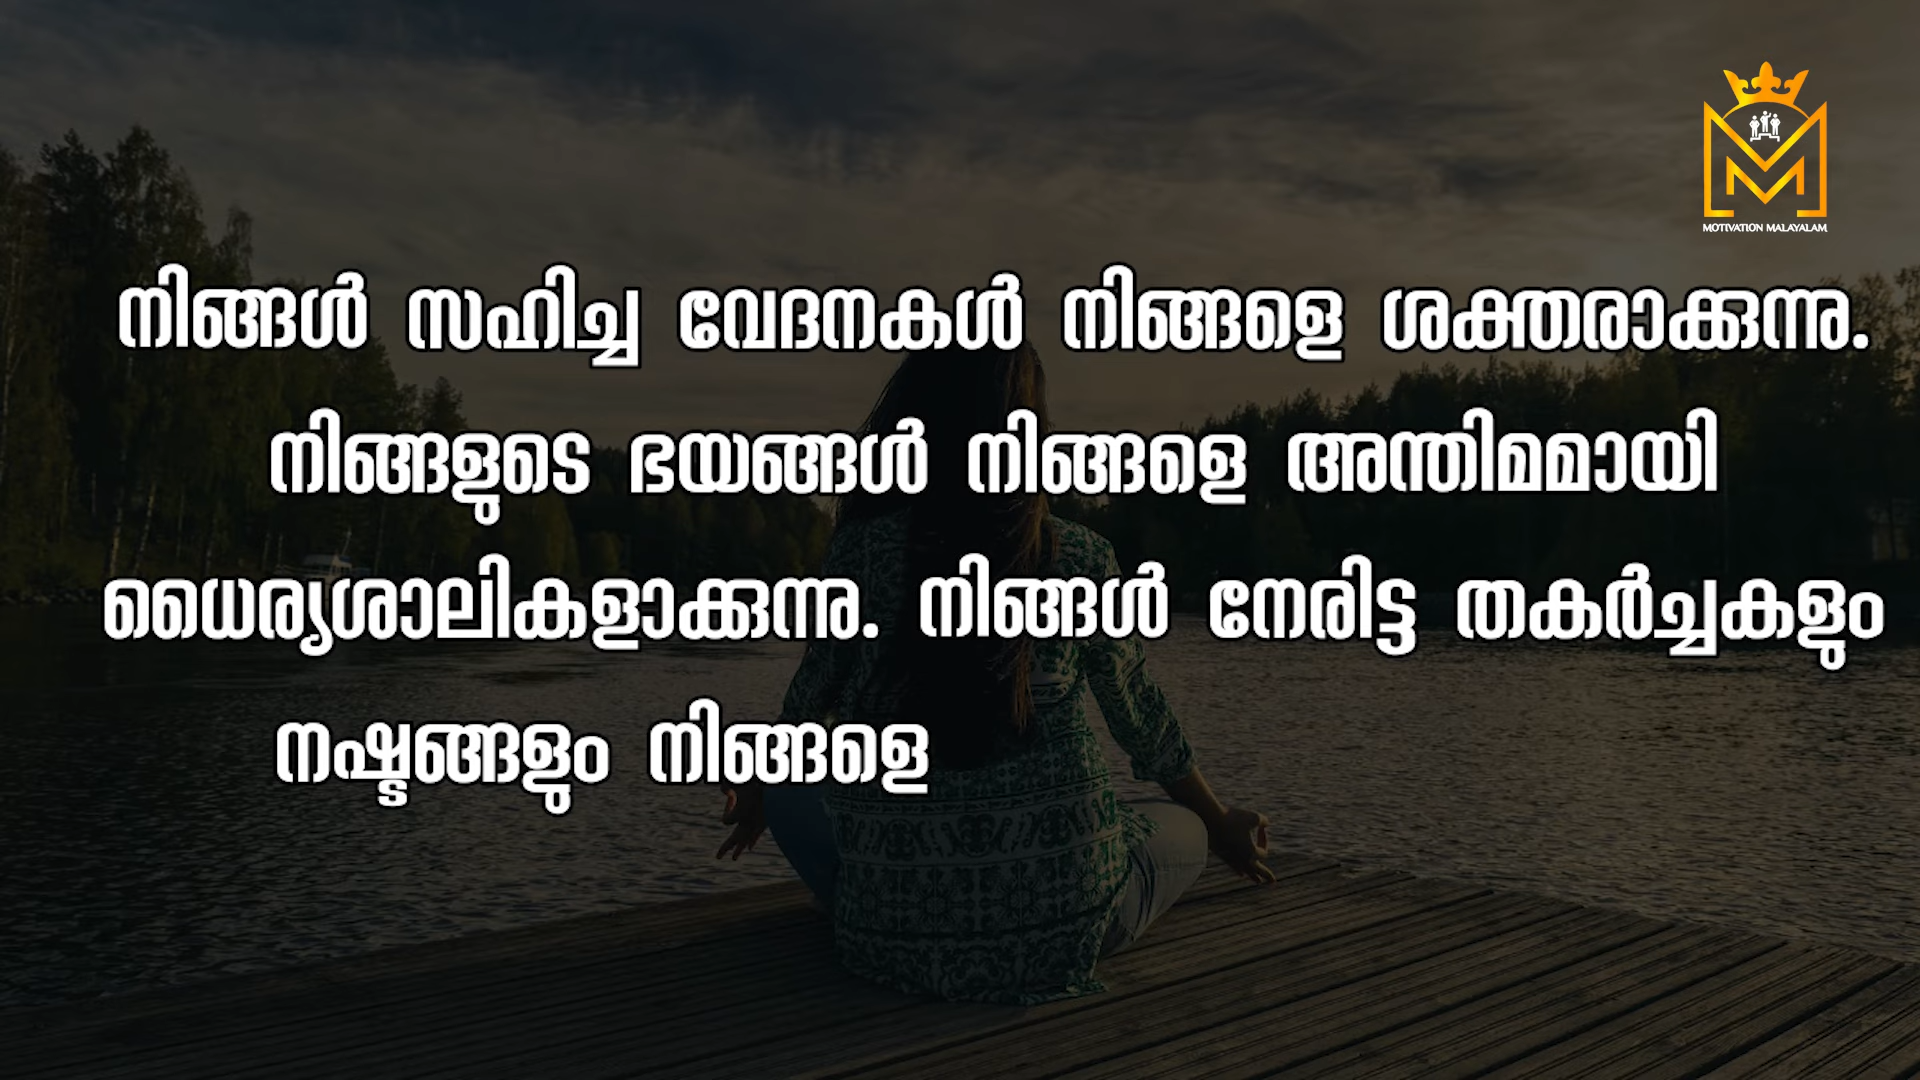 MOTIVATION MALAYALAM
നിങ്ങൾ സഹിച്ച വേദനകൾ നിങ്ങളെ ശക്തരാക്കുന്നു.
നിങ്ങളുടെ ഭയങ്ങൾ നിങ്ങളെ അന്തിമമായി
ധൈര്യശാലികളാക്കുന്നു. നിങ്ങൾ നേരിട്ട തകർച്ചകളും
നഷ്ടങ്ങളും നിങ്ങളെ